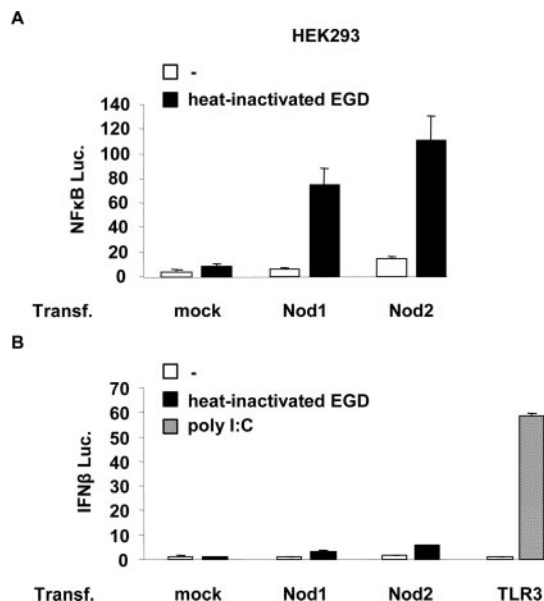 A
HEK293
-
heat-inactivated EGD
NFκB Luc.
140
120
100
80
60
40
20
0
Transf. mock Nod1 Nod2
B
-
heat-inactivated EGD
poly I:C
IFNβ Luc.
70
60
50
40
30
20
10
0
Transf. mock Nod1 Nod2 TLR3